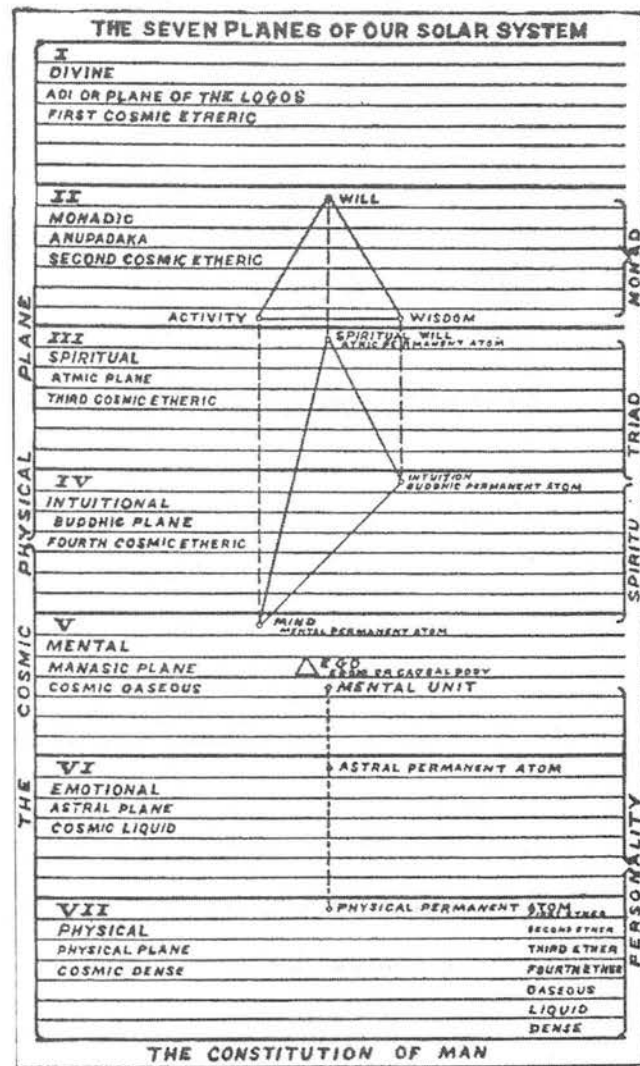 THE SEVEN PLANES OF OUR SOLAR SYSTEM
I
DIVINE
ADI OR PLANE OF THE LOGOS
FIRST COSMIC ETHERIC
II
WILL
MONADIC
ANUPADAKA
SECOND COSMIC ETHERIC
MONAD
ACTIVITY
WISDOM
III
SPIRITUAL WILL
ATMIC PERMANENT ATOM
SPIRITUAL
ATMIC PLANE
THIRD COSMIC ETHERIC
IV
INTUITION
BUDDHIC PERMANENT ATOM
INTUITIONAL
BUDDHIC PLANE
FOURTH COSMIC ETHERIC
SPIRITU TRIAD
V
MIND
MENTAL PERMANENT ATOM
MENTAL
MANASIC PLANE
EGO
OR CAUSAL BODY
COSMIC GASEOUS
MENTAL UNIT
VI
ASTRAL PERMANENT ATOM
EMOTIONAL
ASTRAL PLANE
COSMIC LIQUID
PERSONALITY
VII
PHYSICAL PERMANENT ATOM
FIRST ETHER
PHYSICAL
SECOND ETHER
PHYSICAL PLANE
THIRD ETHER
COSMIC DENSE
FOURTH ETHER
GASEOUS
LIQUID
DENSE
THE COSMIC PHYSICAL PLANE
THE CONSTITUTION OF MAN